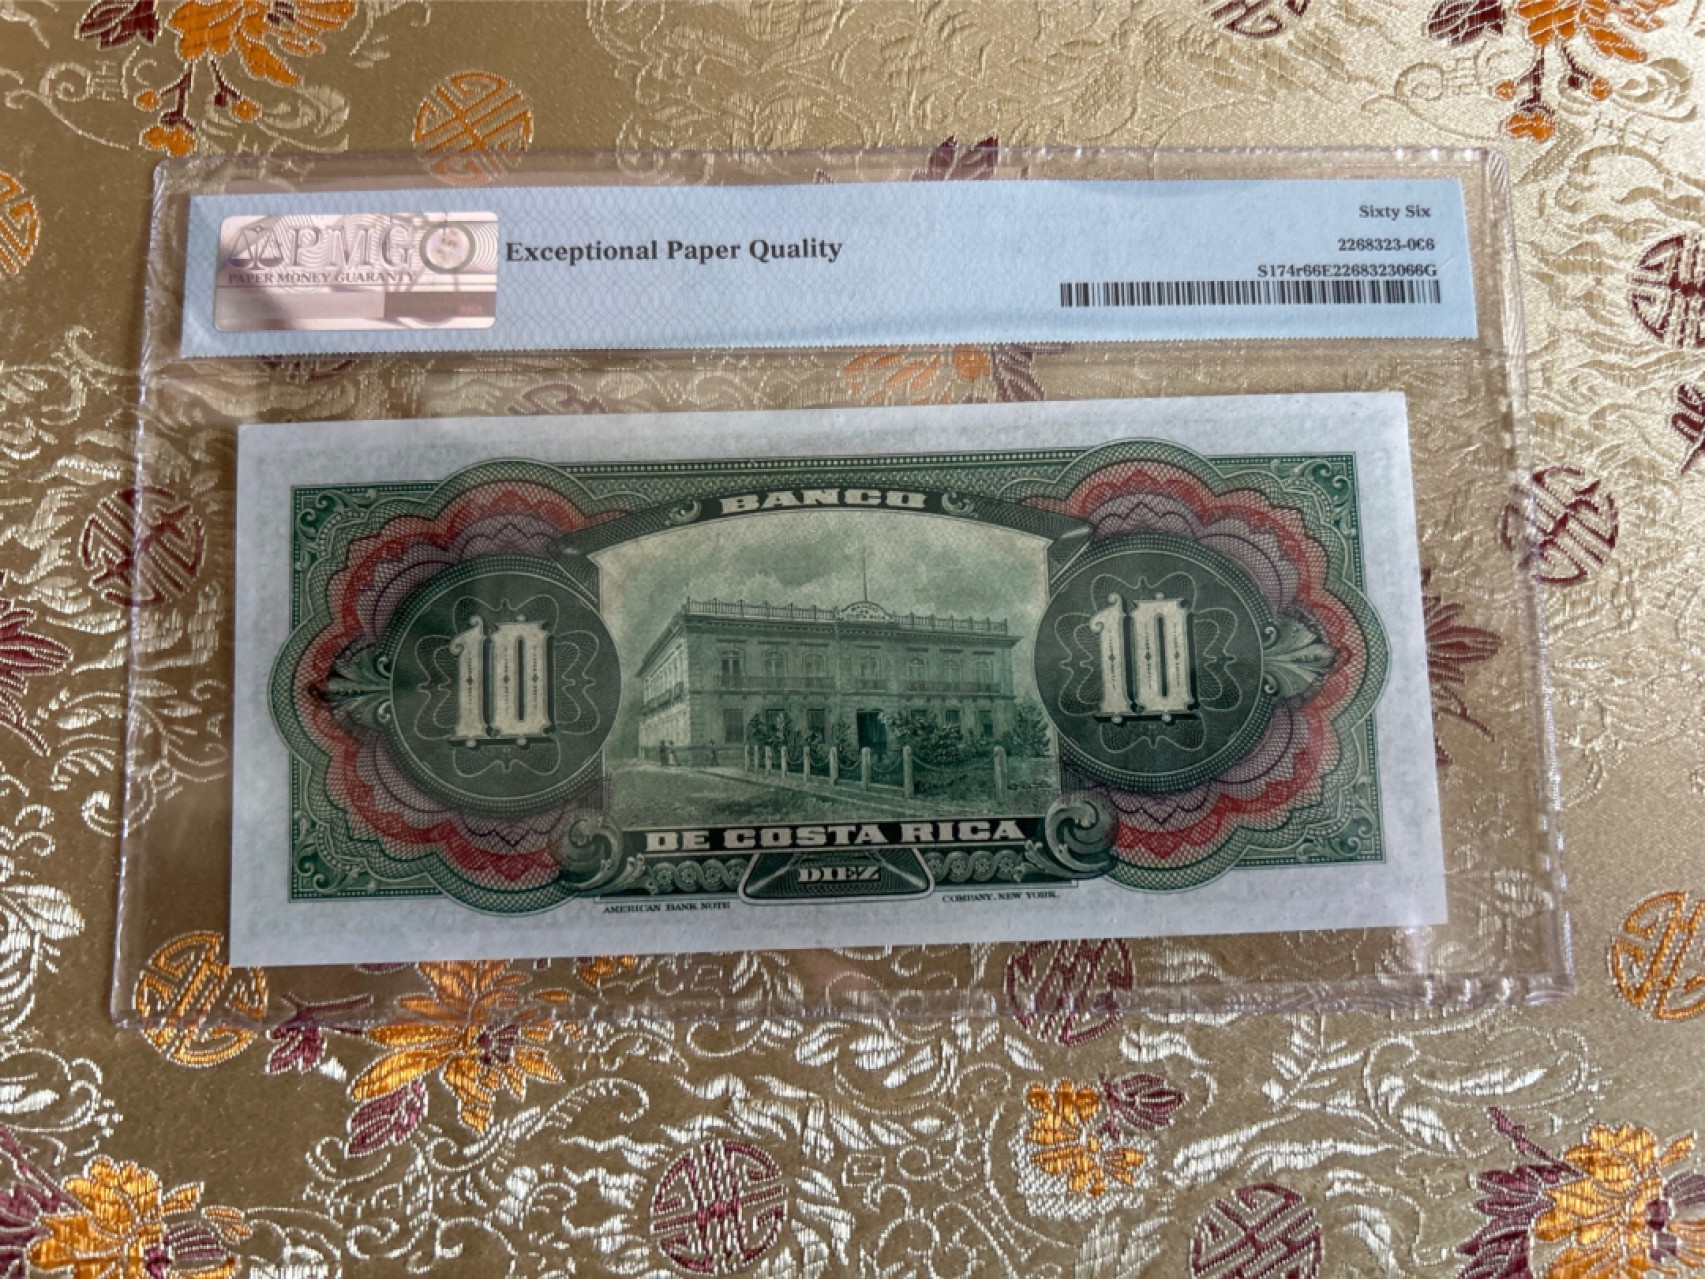 PMG
PAPER MONEY GUARANTY
Exceptional Paper Quality
Sixty Six
2268323-066
S174r66E2268323066G
BANCO
10
10
DE COSTA RICA
DIEZ
AMERICAN BANK NOTE COMPANY, NEW YORK.